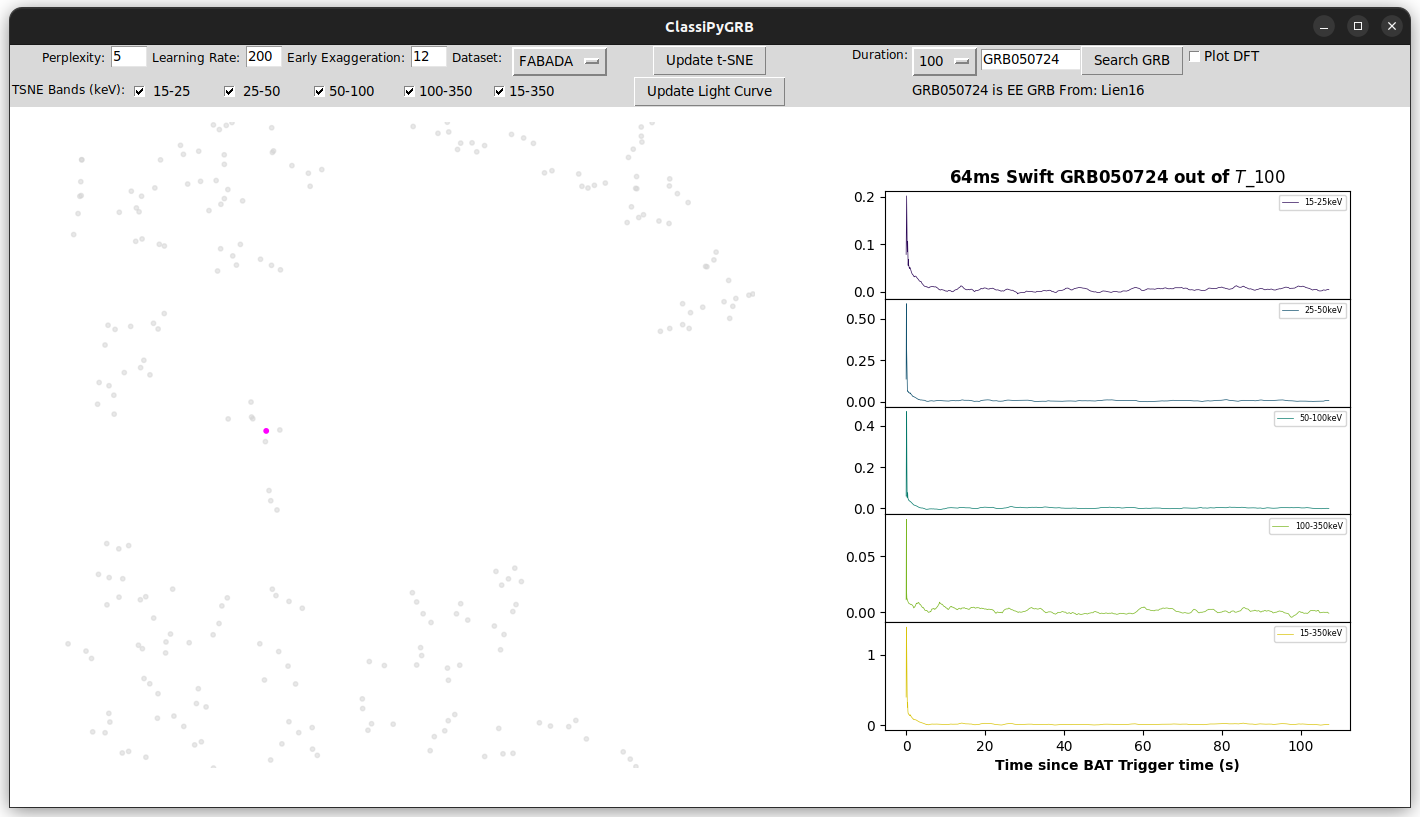 ClassiPyGRB
Perplexity: 5 Learning Rate: 200 Early Exaggeration: 12 Dataset: FABADA Update t-SNE Duration: 100 GRB050724 Search GRB Plot DFT
TSNE Bands (keV): 15-25 25-50 50-100 100-350 15-350 Update Light Curve GRB050724 is EE GRB From: Lien16
64ms Swift GRB050724 out of T_100
0.2
15-25keV
0.1
0.0
25-50keV
0.50
0.25
0.00
50-100keV
0.4
0.2
0.0
100-350keV
0.05
0.00
15-350keV
1
0
0 20 40 60 80 100
Time since BAT Trigger time (s)